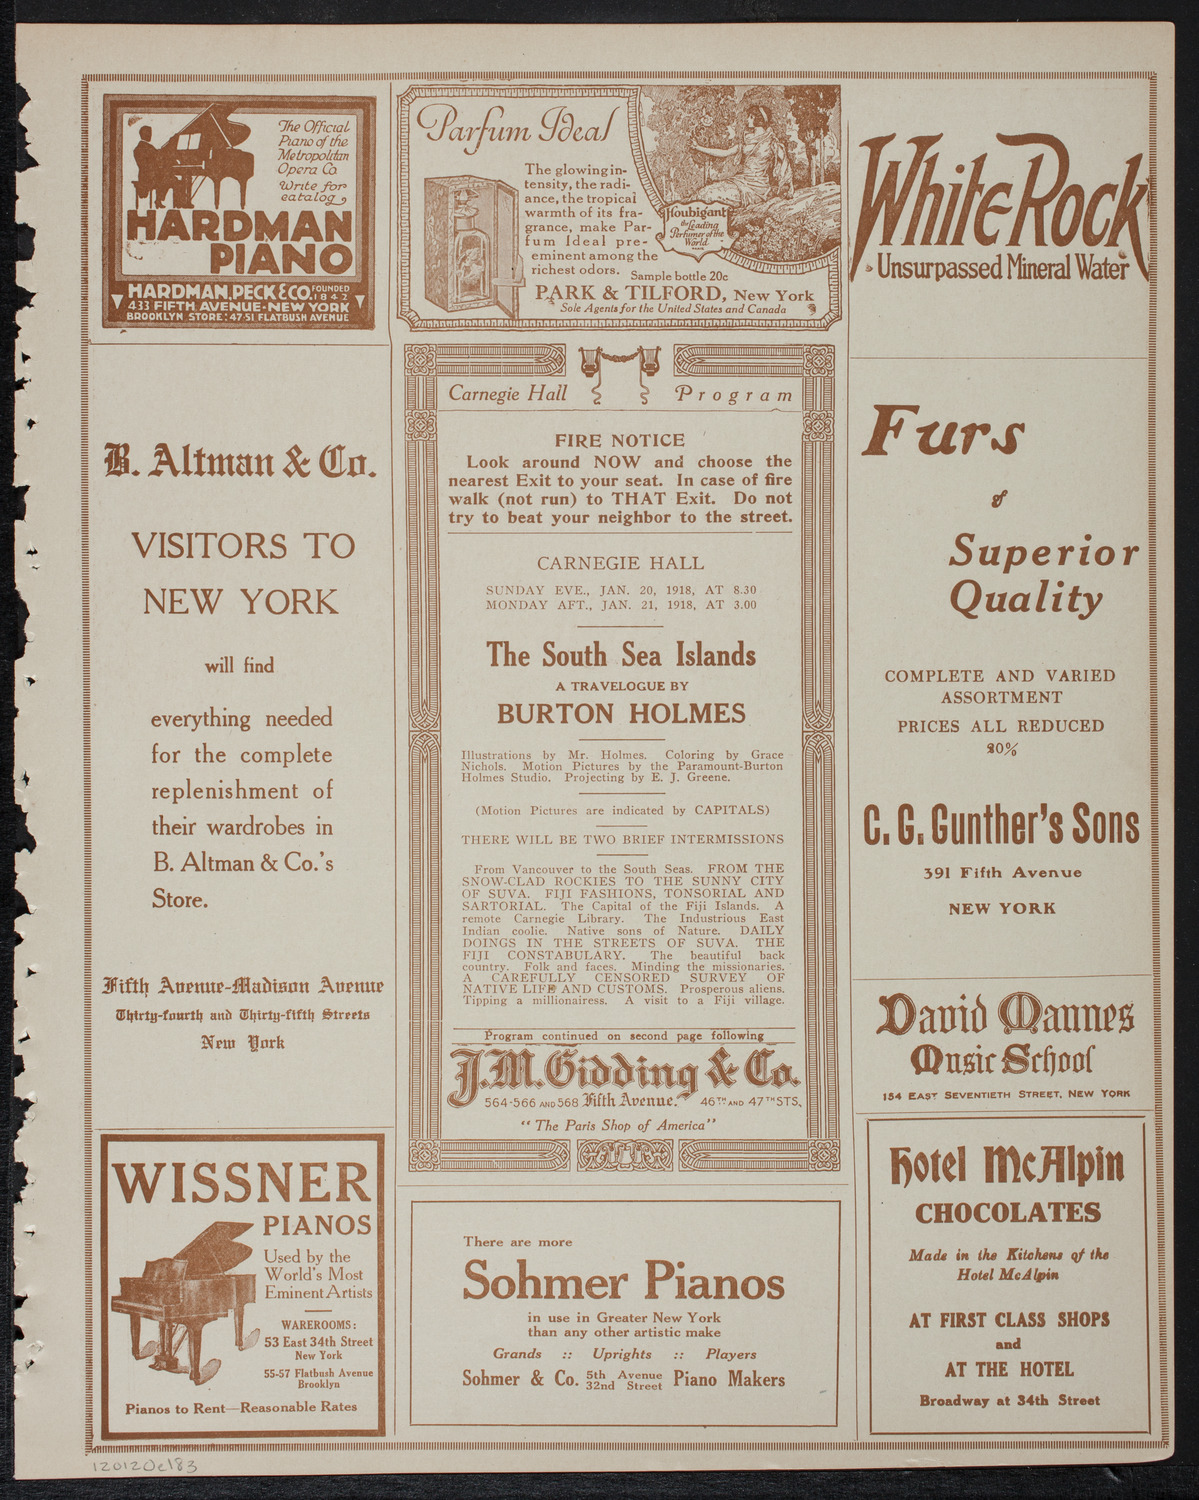 The Official
Piano of the
Metropolitan
Opera Co.
Write for
catalog
HARDMAN
PIANO
HARDMAN, PECK & CO. FOUNDED 1842
433 FIFTH AVENUE-NEW YORK
BROOKLYN STORE: 47-51 FLATBUSH AVENUE
Parfum Ideal
The glowing in-
tensity, the radi-
ance, the tropical
warmth of its fra-
grance, make Par-
fum Ideal pre-
eminent among the
richest odors.
Sample bottle 20c
Houbigant
the Leading
Perfumer of the
World
PARK & TILFORD, New York
Sole Agents for the United States and Canada
White Rock
Unsurpassed Mineral Water
B. Altman & Co.
VISITORS TO
NEW YORK
will find
everything needed
for the complete
replenishment of
their wardrobes in
B. Altman & Co.'s
Store.
Fifth Avenue-Madison Avenue
Thirty-fourth and Thirty-fifth Streets
New York
WISSNER
PIANOS
Used by the
World's Most
Eminent Artists
WAREROOMS:
53 East 34th Street
New York
55-57 Flatbush Avenue
Brooklyn
Pianos to Rent—Reasonable Rates
Carnegie Hall Program
FIRE NOTICE
Look around NOW and choose the
nearest Exit to your seat. In case of fire
walk (not run) to THAT Exit. Do not
try to beat your neighbor to the street.
CARNEGIE HALL
SUNDAY EVE., JAN. 20, 1918, AT 8.30
MONDAY AFT., JAN. 21, 1918, AT 3.00
The South Sea Islands
A TRAVELOGUE BY
BURTON HOLMES
Illustrations by Mr. Holmes. Coloring by Grace
Nichols. Motion Pictures by the Paramount-Burton
Holmes Studio. Projecting by E. J. Greene.
(Motion Pictures are indicated by CAPITALS)
THERE WILL BE TWO BRIEF INTERMISSIONS
From Vancouver to the South Seas. FROM THE
SNOW-CLAD ROCKIES TO THE SUNNY CITY
OF SUVA. FIJI FASHIONS, TONSORIAL AND
SARTORIAL. The Capital of the Fiji Islands. A
remote Carnegie Library. The Industrious East
Indian coolie. Native sons of Nature. DAILY
DOINGS IN THE STREETS OF SUVA. THE
FIJI CONSTABULARY. The beautiful back
country. Folk and faces. Minding the missionaries.
A CAREFULLY CENSORED SURVEY OF
NATIVE LIFE AND CUSTOMS. Prosperous aliens.
Tipping a millionairess. A visit to a Fiji village.
Program continued on second page following
J. M. Gidding & Co.
564-566 AND 568 Fifth Avenue. 46TH AND 47TH STS.
"The Paris Shop of America"
There are more
Sohmer Pianos
in use in Greater New York
than any other artistic make
Grands :: Uprights :: Players
Sohmer & Co. 5th Avenue 32nd Street Piano Makers
Furs
of
Superior
Quality
COMPLETE AND VARIED
ASSORTMENT
PRICES ALL REDUCED
20%
C. G. Gunther's Sons
391 Fifth Avenue
NEW YORK
David Mannes
Music School
154 EAST SEVENTIETH STREET, NEW YORK
Hotel McAlpin
CHOCOLATES
Made in the Kitchens of the
Hotel McAlpin
AT FIRST CLASS SHOPS
and
AT THE HOTEL
Broadway at 34th Street